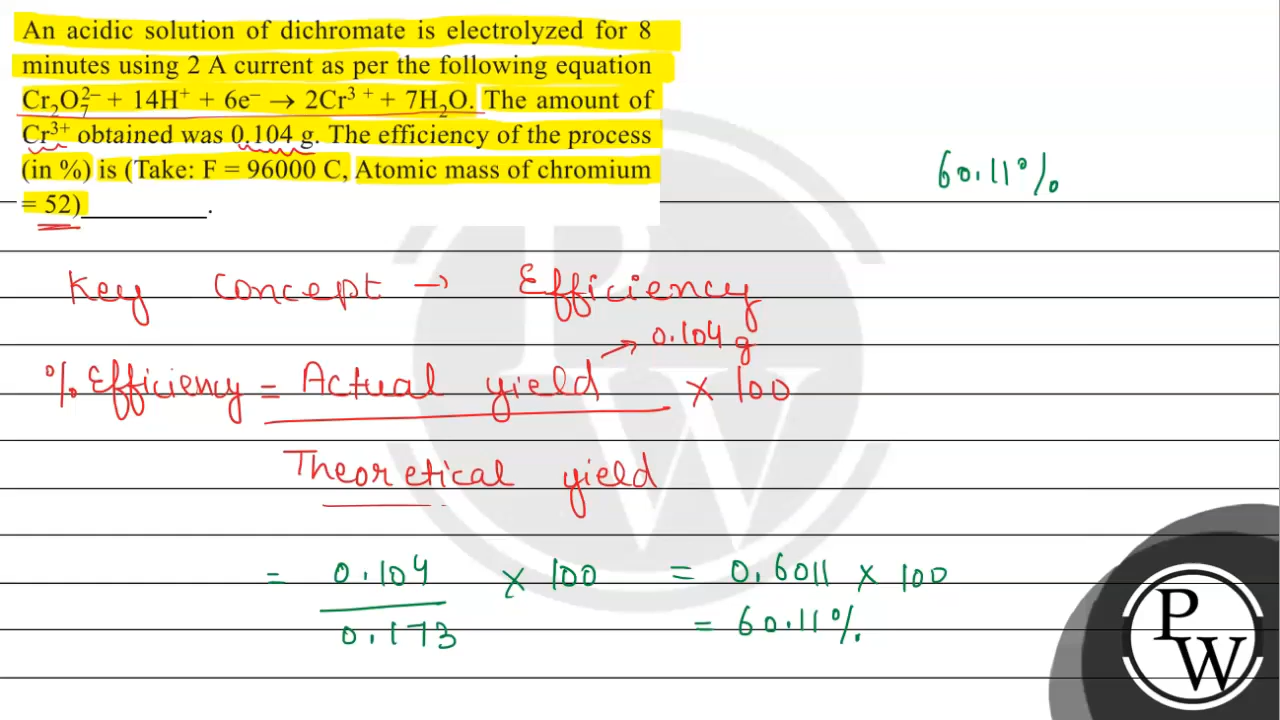 An acidic solution of dichromate is electrolyzed for 8
minutes using 2 A current as per the following equation
Cr₂O₇²⁻ + 14H⁺ + 6e⁻ → 2Cr³⁺ + 7H₂O. The amount of
Cr³⁺ obtained was 0.104 g. The efficiency of the process
(in %) is (Take: F = 96000 C, Atomic mass of chromium
= 52)__________.
60.11%
Key Concept → Efficiency
0.104 g
% Efficiency = Actual yield × 100
Theoretical yield
= 0.104 × 100 = 0.6011 × 100
0.173 = 60.11%
PW
PW